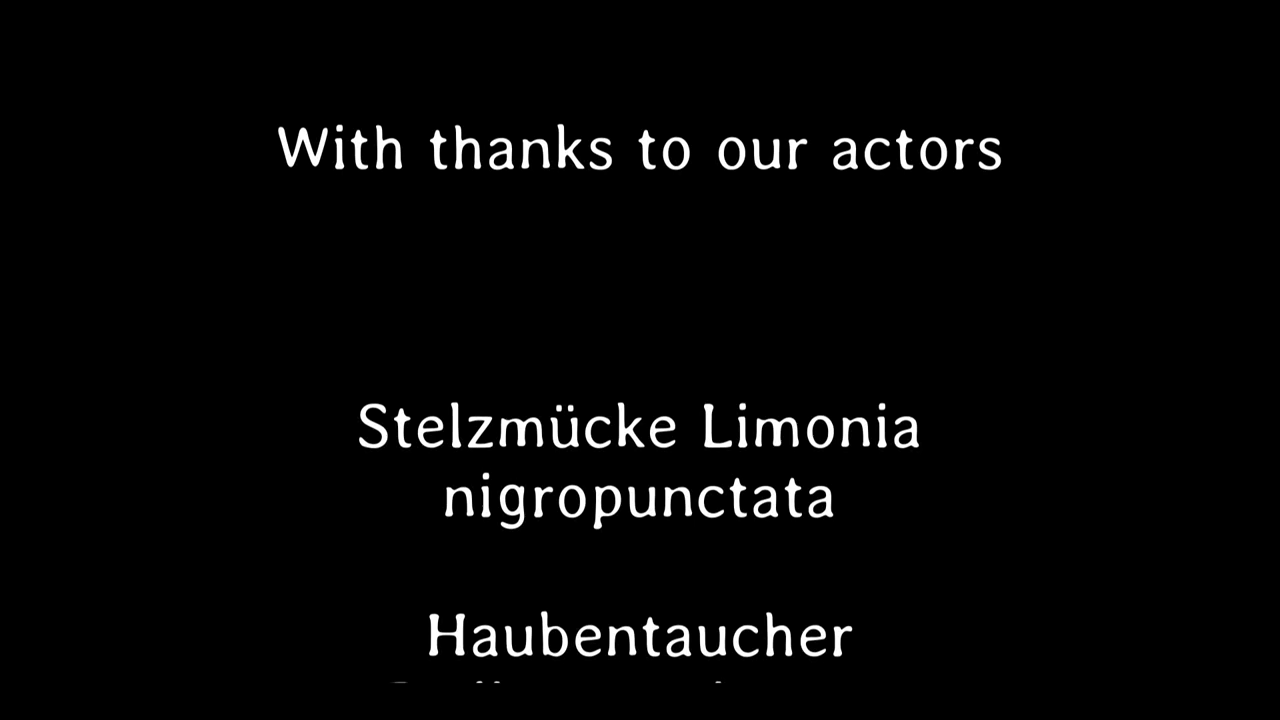 With thanks to our actors
Stelzmücke Limonia
nigropunctata
Haubentaucher